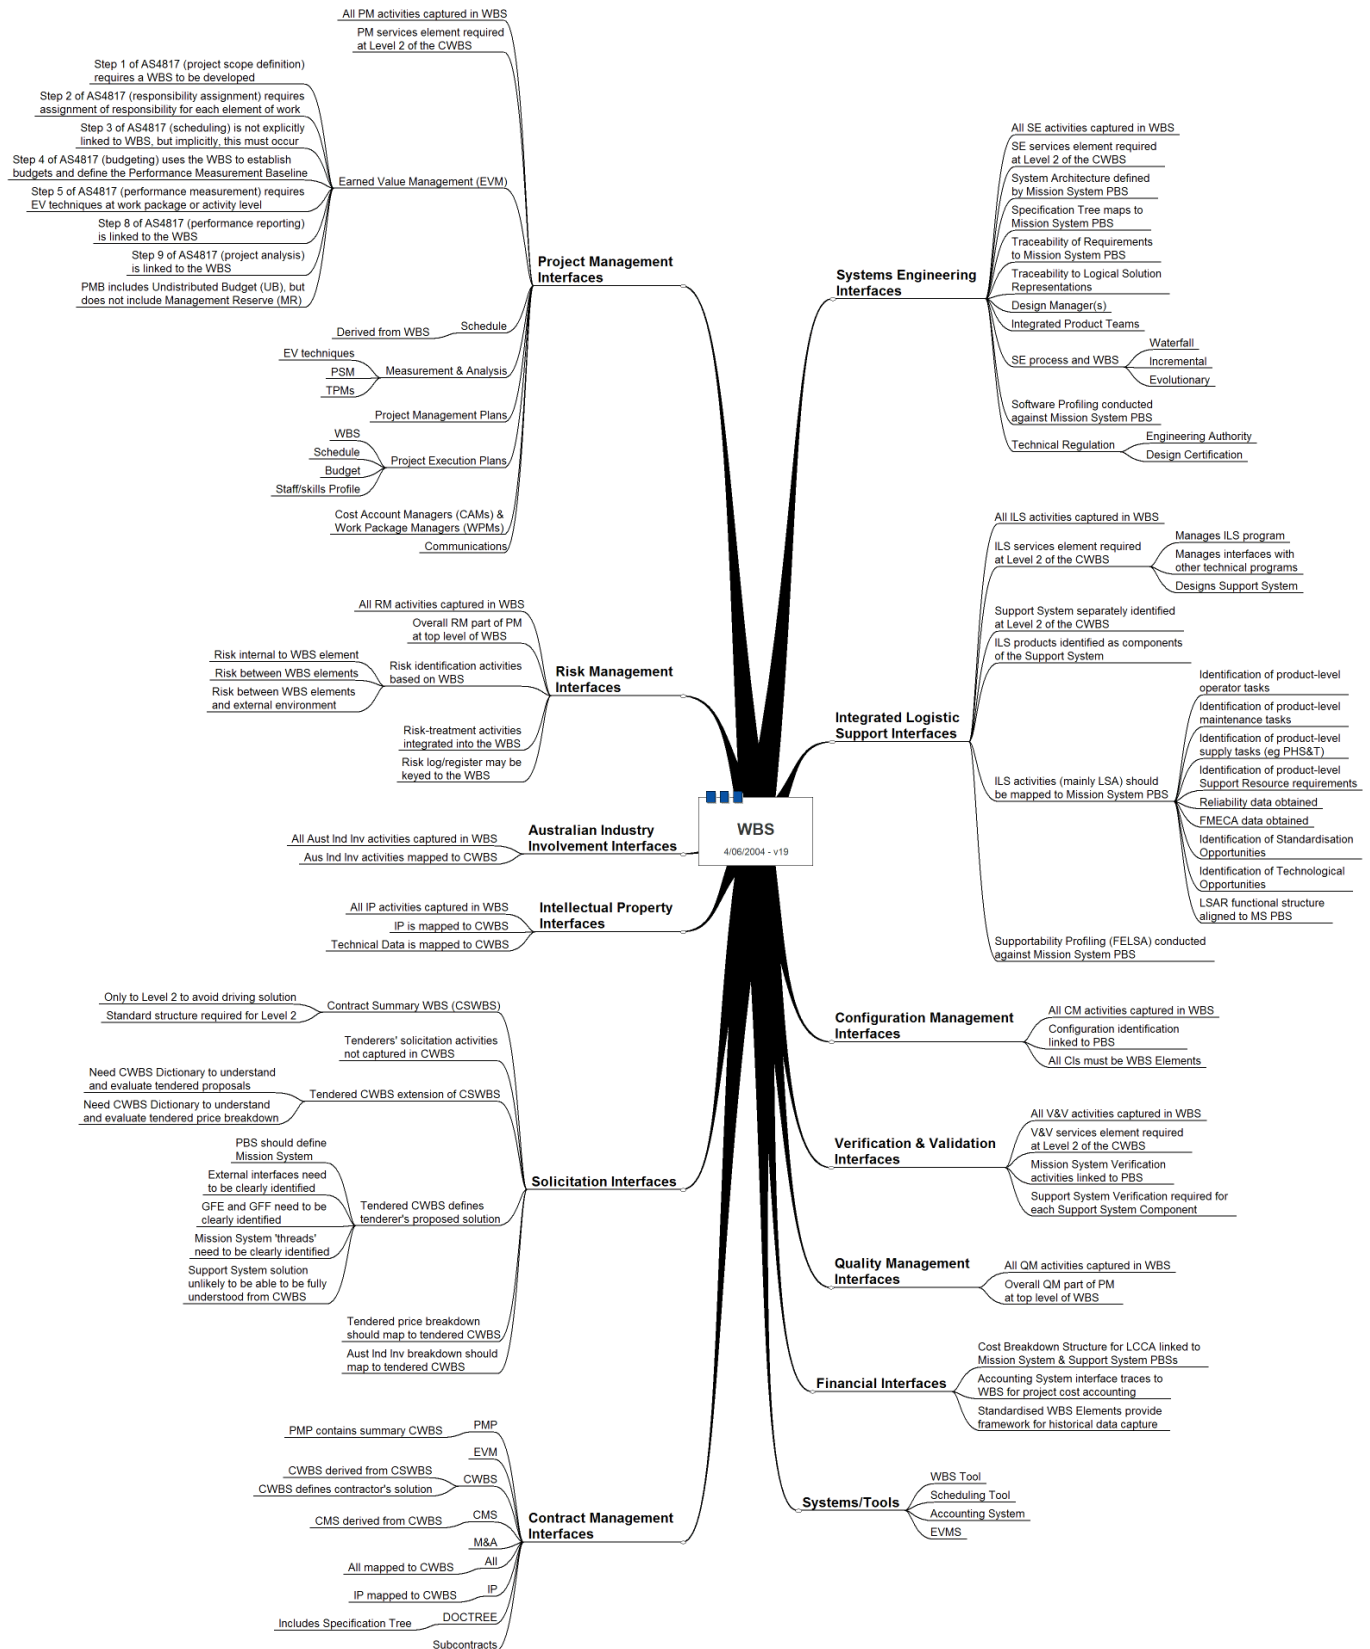 All PM activities captured in WBS
PM services element required
at Level 2 of the CWBS
Step 1 of AS4817 (project scope definition)
requires a WBS to be developed
Step 2 of AS4817 (responsibility assignment) requires
assignment of responsibility for each element of work
Step 3 of AS4817 (scheduling) is not explicitly
linked to WBS, but implicitly, this must occur
Step 4 of AS4817 (budgeting) uses the WBS to establish
budgets and define the Performance Measurement Baseline
Step 5 of AS4817 (performance measurement) requires
EV techniques at work package or activity level
Step 8 of AS4817 (performance reporting)
is linked to the WBS
Step 9 of AS4817 (project analysis)
is linked to the WBS
PMB includes Undistributed Budget (UB), but
does not include Management Reserve (MR)
Earned Value Management (EVM)
Project Management
Interfaces
Derived from WBS
Schedule
EV techniques
PSM
TPMs
Measurement & Analysis
Project Management Plans
WBS
Schedule
Budget
Staff/skills Profile
Project Execution Plans
Cost Account Managers (CAMs) &
Work Package Managers (WPMs)
Communications
All RM activities captured in WBS
Overall RM part of PM
at top level of WBS
Risk internal to WBS element
Risk between WBS elements
Risk between WBS elements
and external environment
Risk identification activities
based on WBS
Risk Management
Interfaces
Risk-treatment activities
integrated into the WBS
Risk log/register may be
keyed to the WBS
All Aust Ind Inv activities captured in WBS
Aus Ind Inv activities mapped to CWBS
Australian Industry
Involvement Interfaces
All IP activities captured in WBS
IP is mapped to CWBS
Technical Data is mapped to CWBS
Intellectual Property
Interfaces
Only to Level 2 to avoid driving solution
Standard structure required for Level 2
Contract Summary WBS (CSWBS)
Tenderers' solicitation activities
not captured in CWBS
Need CWBS Dictionary to understand
and evaluate tendered proposals
Need CWBS Dictionary to understand
and evaluate tendered price breakdown
Tendered CWBS extension of CSWBS
PBS should define
Mission System
External interfaces need
to be clearly identified
GFE and GFF need to be
clearly identified
Mission System 'threads'
need to be clearly identified
Support System solution
unlikely to be able to be fully
understood from CWBS
Tendered CWBS defines
tenderer's proposed solution
Solicitation Interfaces
Tendered price breakdown
should map to tendered CWBS
Aust Ind Inv breakdown should
map to tendered CWBS
PMP contains summary CWBS
PMP
EVM
CWBS derived from CSWBS
CWBS defines contractor's solution
CWBS
CMS derived from CWBS
CMS
M&A
AII mapped to CWBS
AII
IP mapped to CWBS
IP
Includes Specification Tree
DOCTREE
Subcontracts
Contract Management
Interfaces
WBS
4/06/2004 - v19
Systems Engineering
Interfaces
All SE activities captured in WBS
SE services element required
at Level 2 of the CWBS
System Architecture defined
by Mission System PBS
Specification Tree maps to
Mission System PBS
Traceability of Requirements
to Mission System PBS
Traceability to Logical Solution
Representations
Design Manager(s)
Integrated Product Teams
SE process and WBS
Waterfall
Incremental
Evolutionary
Software Profiling conducted
against Mission System PBS
Technical Regulation
Engineering Authority
Design Certification
Integrated Logistic
Support Interfaces
All ILS activities captured in WBS
ILS services element required
at Level 2 of the CWBS
Manages ILS program
Manages interfaces with
other technical programs
Designs Support System
Support System separately identified
at Level 2 of the CWBS
ILS products identified as components
of the Support System
ILS activities (mainly LSA) should
be mapped to Mission System PBS
Identification of product-level
operator tasks
Identification of product-level
maintenance tasks
Identification of product-level
supply tasks (eg PHS&T)
Identification of product-level
Support Resource requirements
Reliability data obtained
FMECA data obtained
Identification of Standardisation
Opportunities
Identification of Technological
Opportunities
LSAR functional structure
aligned to MS PBS
Supportability Profiling (FELSA) conducted
against Mission System PBS
Configuration Management
Interfaces
All CM activities captured in WBS
Configuration identification
linked to PBS
All CIs must be WBS Elements
Verification & Validation
Interfaces
All V&V activities captured in WBS
V&V services element required
at Level 2 of the CWBS
Mission System Verification
activities linked to PBS
Support System Verification required for
each Support System Component
Quality Management
Interfaces
All QM activities captured in WBS
Overall QM part of PM
at top level of WBS
Financial Interfaces
Cost Breakdown Structure for LCCA linked to
Mission System & Support System PBSs
Accounting System interface traces to
WBS for project cost accounting
Standardised WBS Elements provide
framework for historical data capture
Systems/Tools
WBS Tool
Scheduling Tool
Accounting System
EVMS